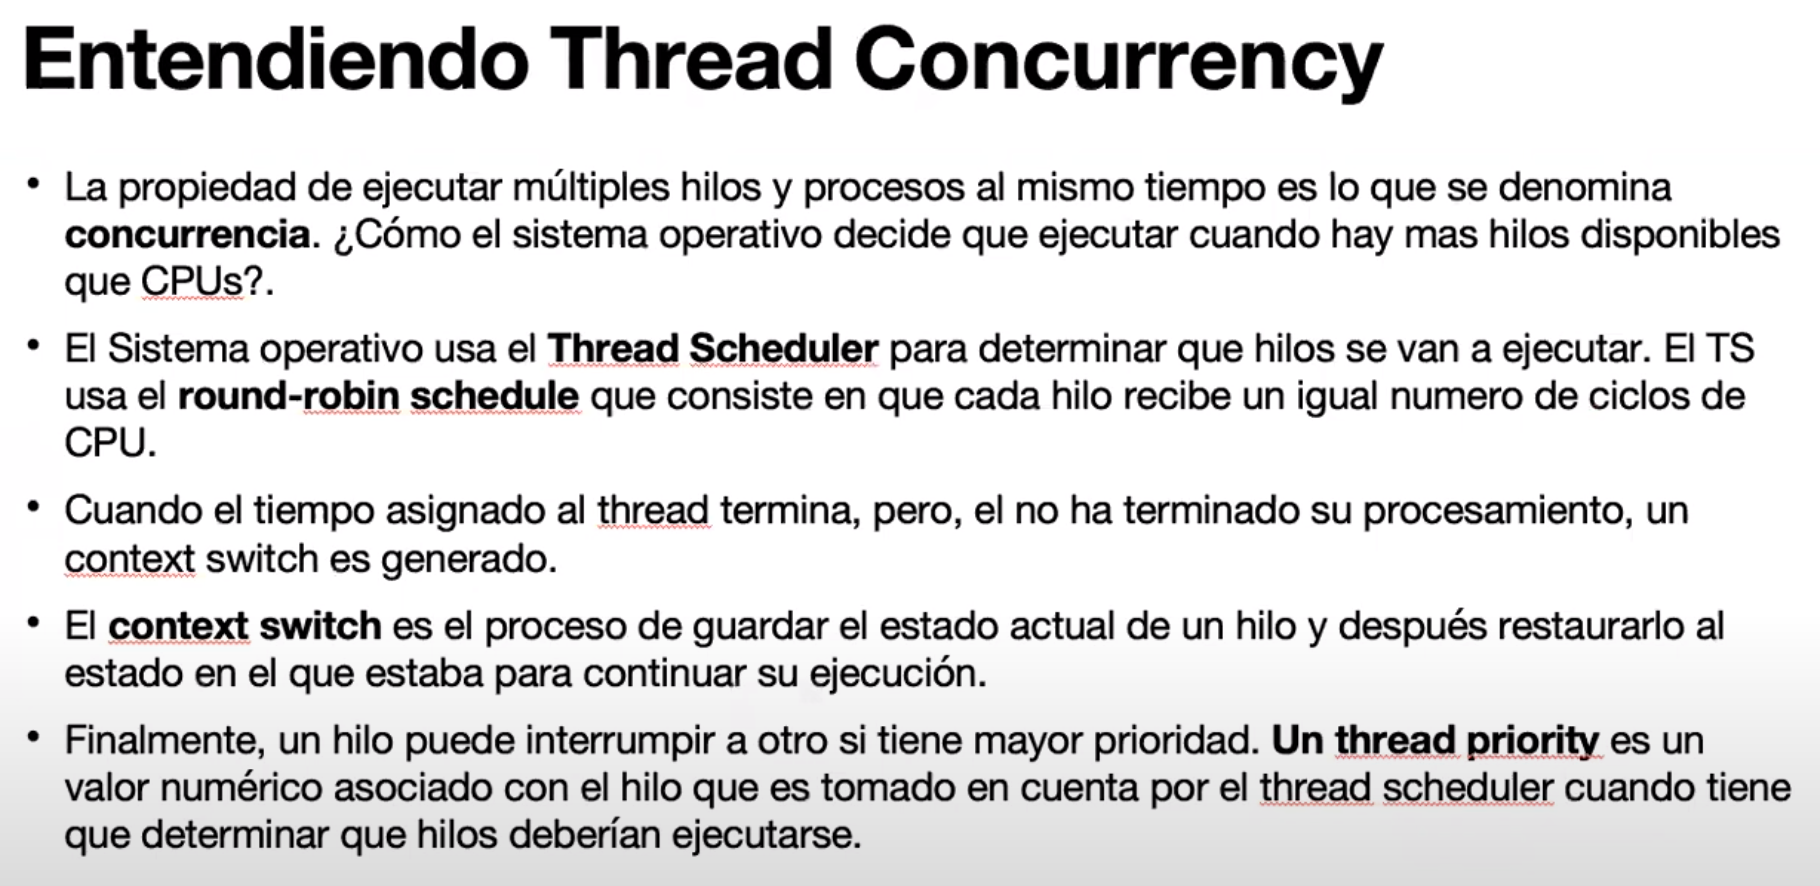 Entendiendo Thread Concurrency
• La propiedad de ejecutar múltiples hilos y procesos al mismo tiempo es lo que se denomina
concurrencia. ¿Cómo el sistema operativo decide que ejecutar cuando hay mas hilos disponibles
que CPUs?.
• El Sistema operativo usa el Thread Scheduler para determinar que hilos se van a ejecutar. El TS
usa el round-robin schedule que consiste en que cada hilo recibe un igual numero de ciclos de
CPU.
• Cuando el tiempo asignado al thread termina, pero, el no ha terminado su procesamiento, un
context switch es generado.
• El context switch es el proceso de guardar el estado actual de un hilo y después restaurarlo al
estado en el que estaba para continuar su ejecución.
• Finalmente, un hilo puede interrumpir a otro si tiene mayor prioridad. Un thread priority es un
valor numérico asociado con el hilo que es tomado en cuenta por el thread scheduler cuando tiene
que determinar que hilos deberían ejecutarse.